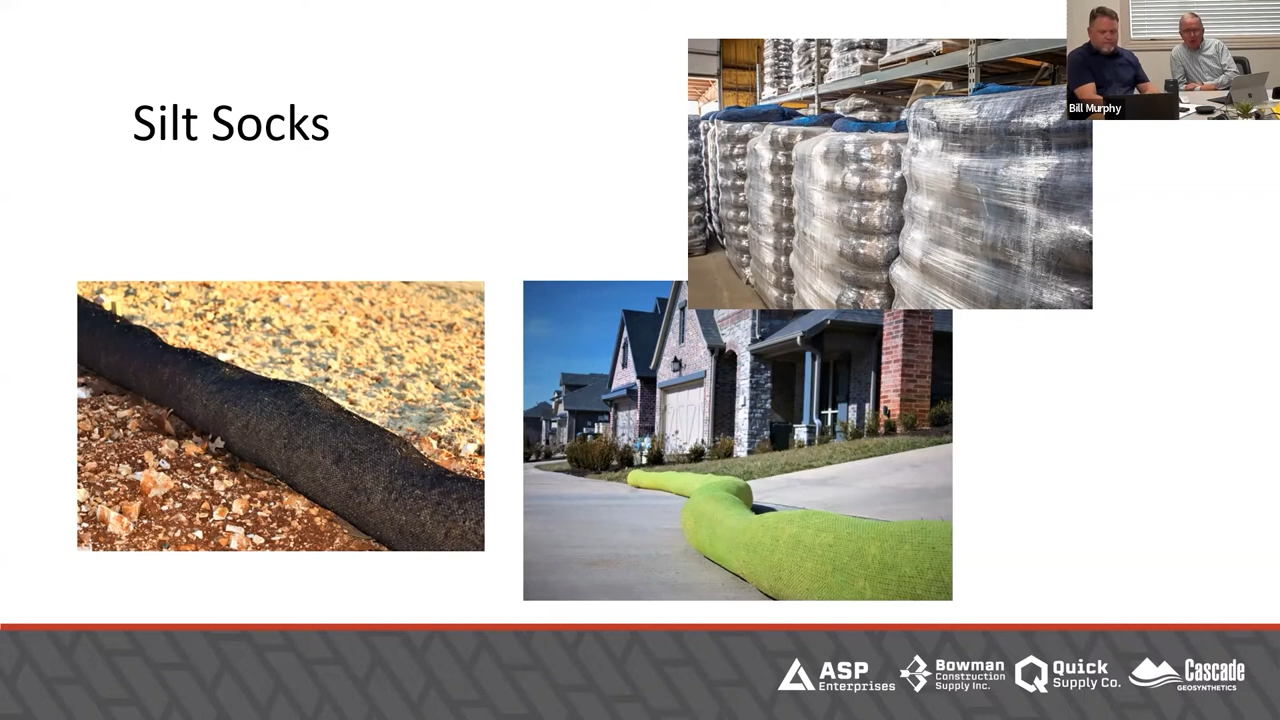 Silt Socks
Bill Murphy
ASP
Enterprises
Bowman
Construction
Supply Inc.
Quick
Supply Co.
Cascade
GEOSYNTHETICS